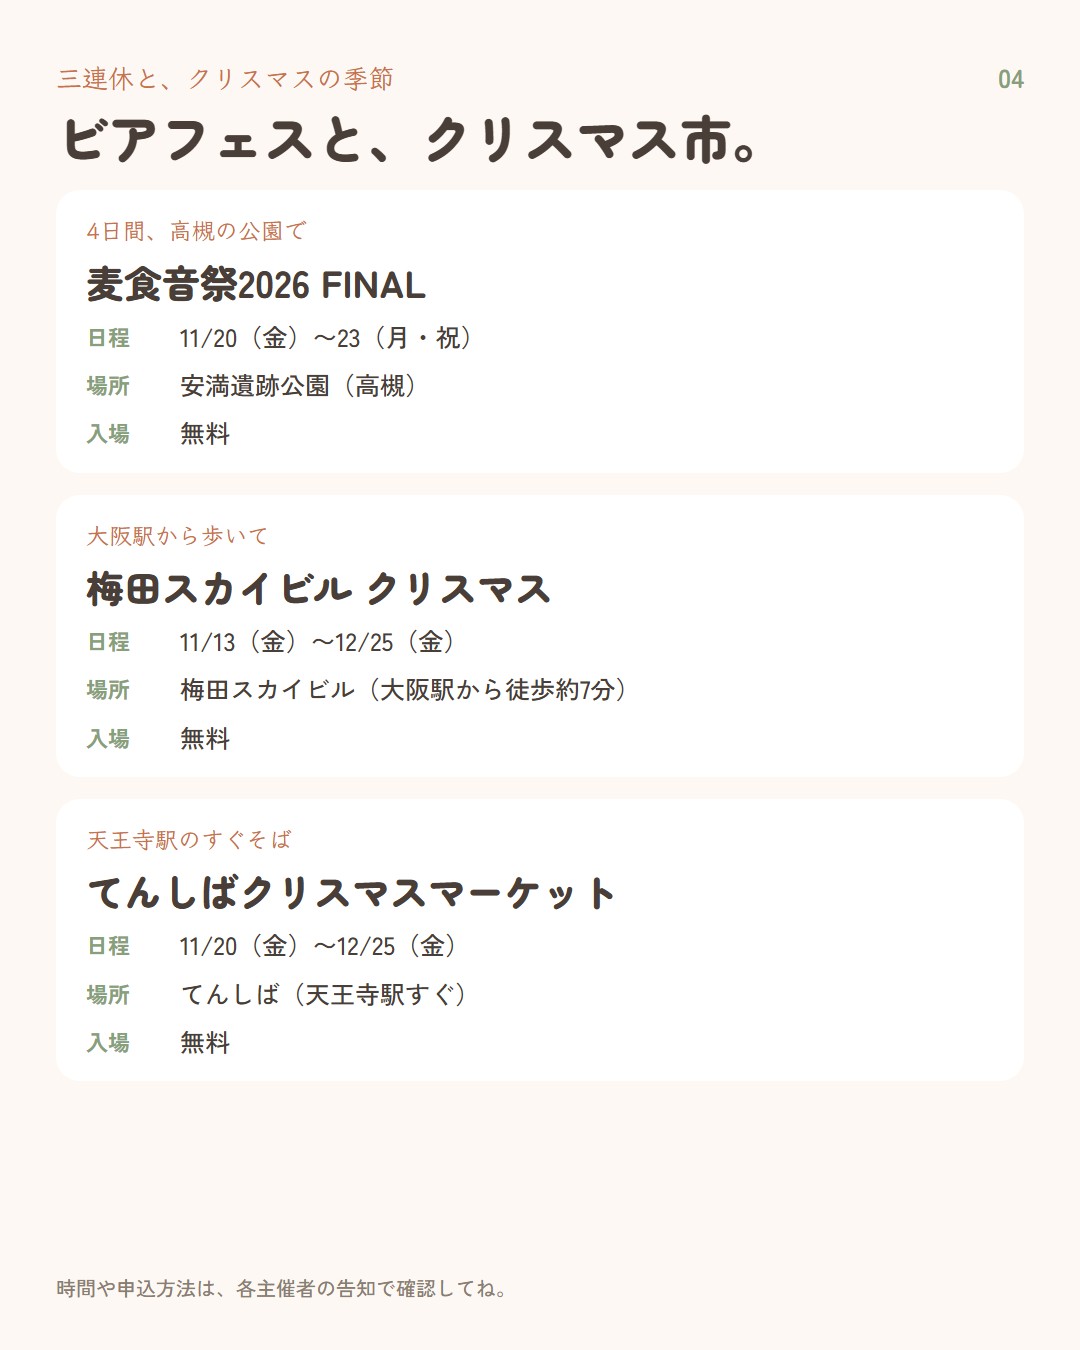 三連休と、クリスマスの季節
04
ビアフェスと、クリスマス市。
4日間、高槻の公園で
麦食音祭2026 FINAL
日程 11/20（金）〜23（月・祝）
場所 安満遺跡公園（高槻）
入場 無料
大阪駅から歩いて
梅田スカイビル クリスマス
日程 11/13（金）〜12/25（金）
場所 梅田スカイビル（大阪駅から徒歩約7分）
入場 無料
天王寺駅のすぐそば
てんしばクリスマスマーケット
日程 11/20（金）〜12/25（金）
場所 てんしば（天王寺駅すぐ）
入場 無料
時間や申込方法は、各主催者の告知で確認してね。